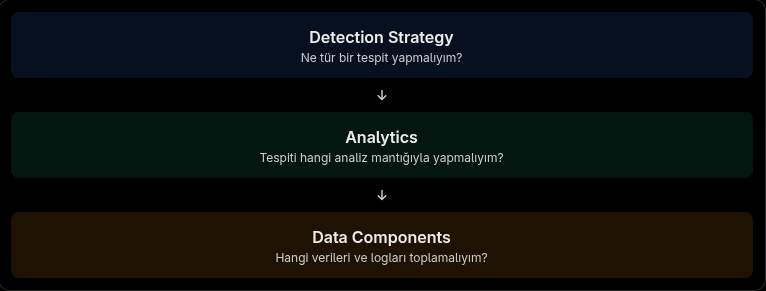 Detection Strategy
Ne tür bir tespit yapmalıyım?
↓
Analytics
Tespiti hangi analiz mantığıyla yapmalıyım?
↓
Data Components
Hangi verileri ve logları toplamalıyım?